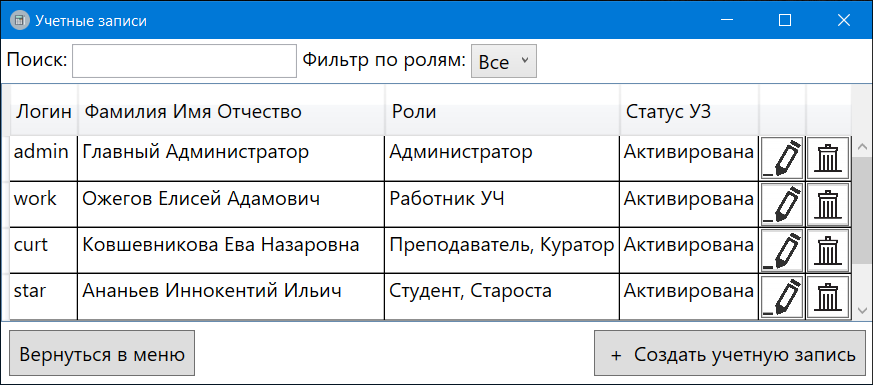 Учетные записи
Поиск: Фильтр по ролям: Все
Логин Фамилия Имя Отчество Роли Статус УЗ
admin Главный Администратор Администратор Активирована
work Ожегов Елисей Адамович Работник УЧ Активирована
curt Ковшевникова Ева Назаровна Преподаватель, Куратор Активирована
star Ананьев Иннокентий Ильич Студент, Староста Активирована
Вернуться в меню + Создать учетную запись